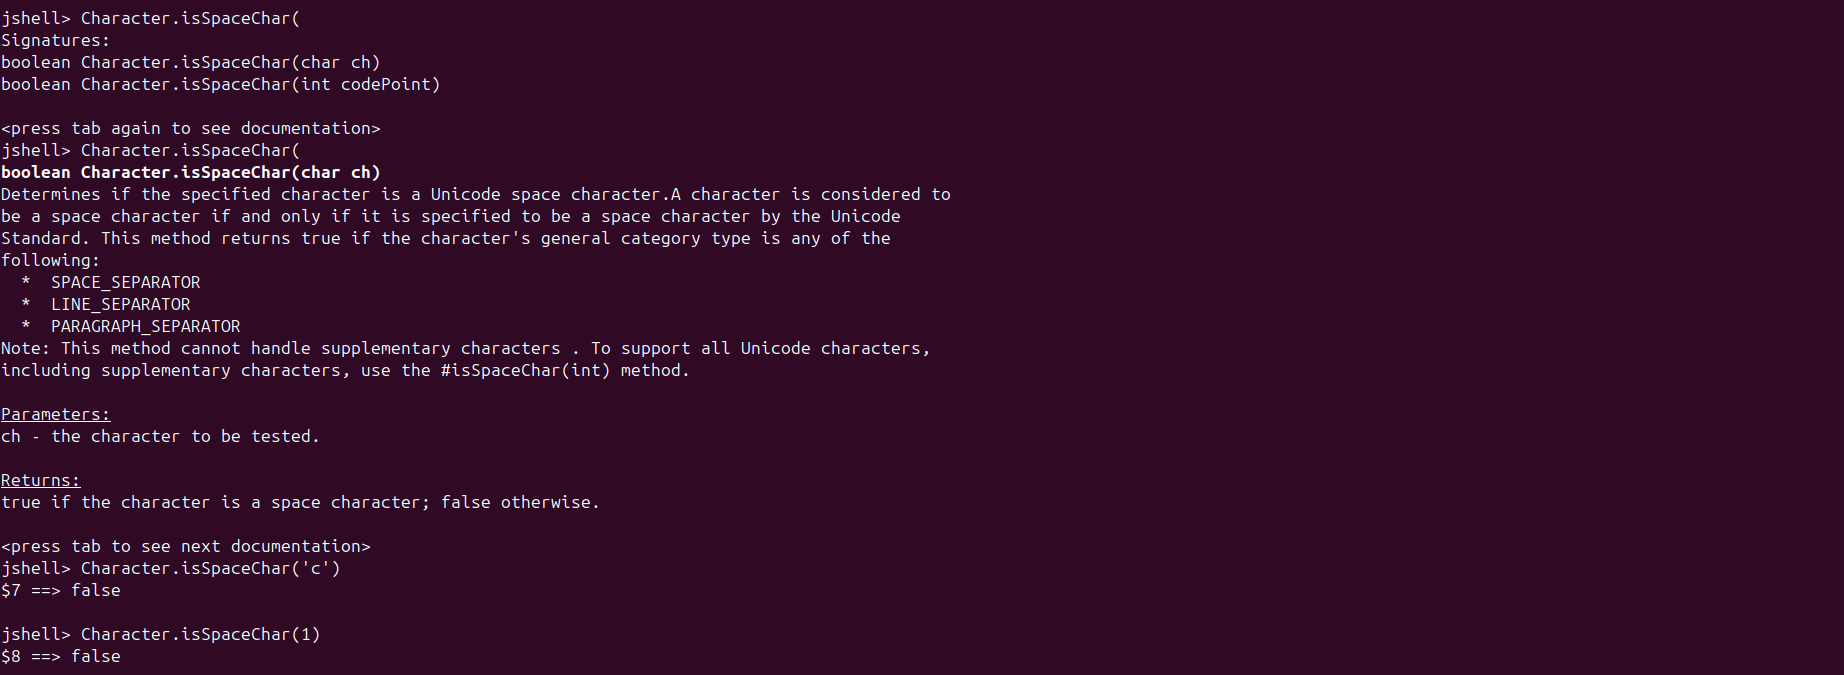 jshell> Character.isSpaceChar(
Signatures:
boolean Character.isSpaceChar(char ch)
boolean Character.isSpaceChar(int codePoint)

<press tab again to see documentation>
jshell> Character.isSpaceChar(
boolean Character.isSpaceChar(char ch)
Determines if the specified character is a Unicode space character.A character is considered to
be a space character if and only if it is specified to be a space character by the Unicode
Standard. This method returns true if the character's general category type is any of the
following:
  *  SPACE_SEPARATOR
  *  LINE_SEPARATOR
  *  PARAGRAPH_SEPARATOR
Note: This method cannot handle supplementary characters . To support all Unicode characters,
including supplementary characters, use the #isSpaceChar(int) method.

Parameters:
ch - the character to be tested.

Returns:
true if the character is a space character; false otherwise.

<press tab to see next documentation>
jshell> Character.isSpaceChar('c')
$7 ==> false

jshell> Character.isSpaceChar(1)
$8 ==> false